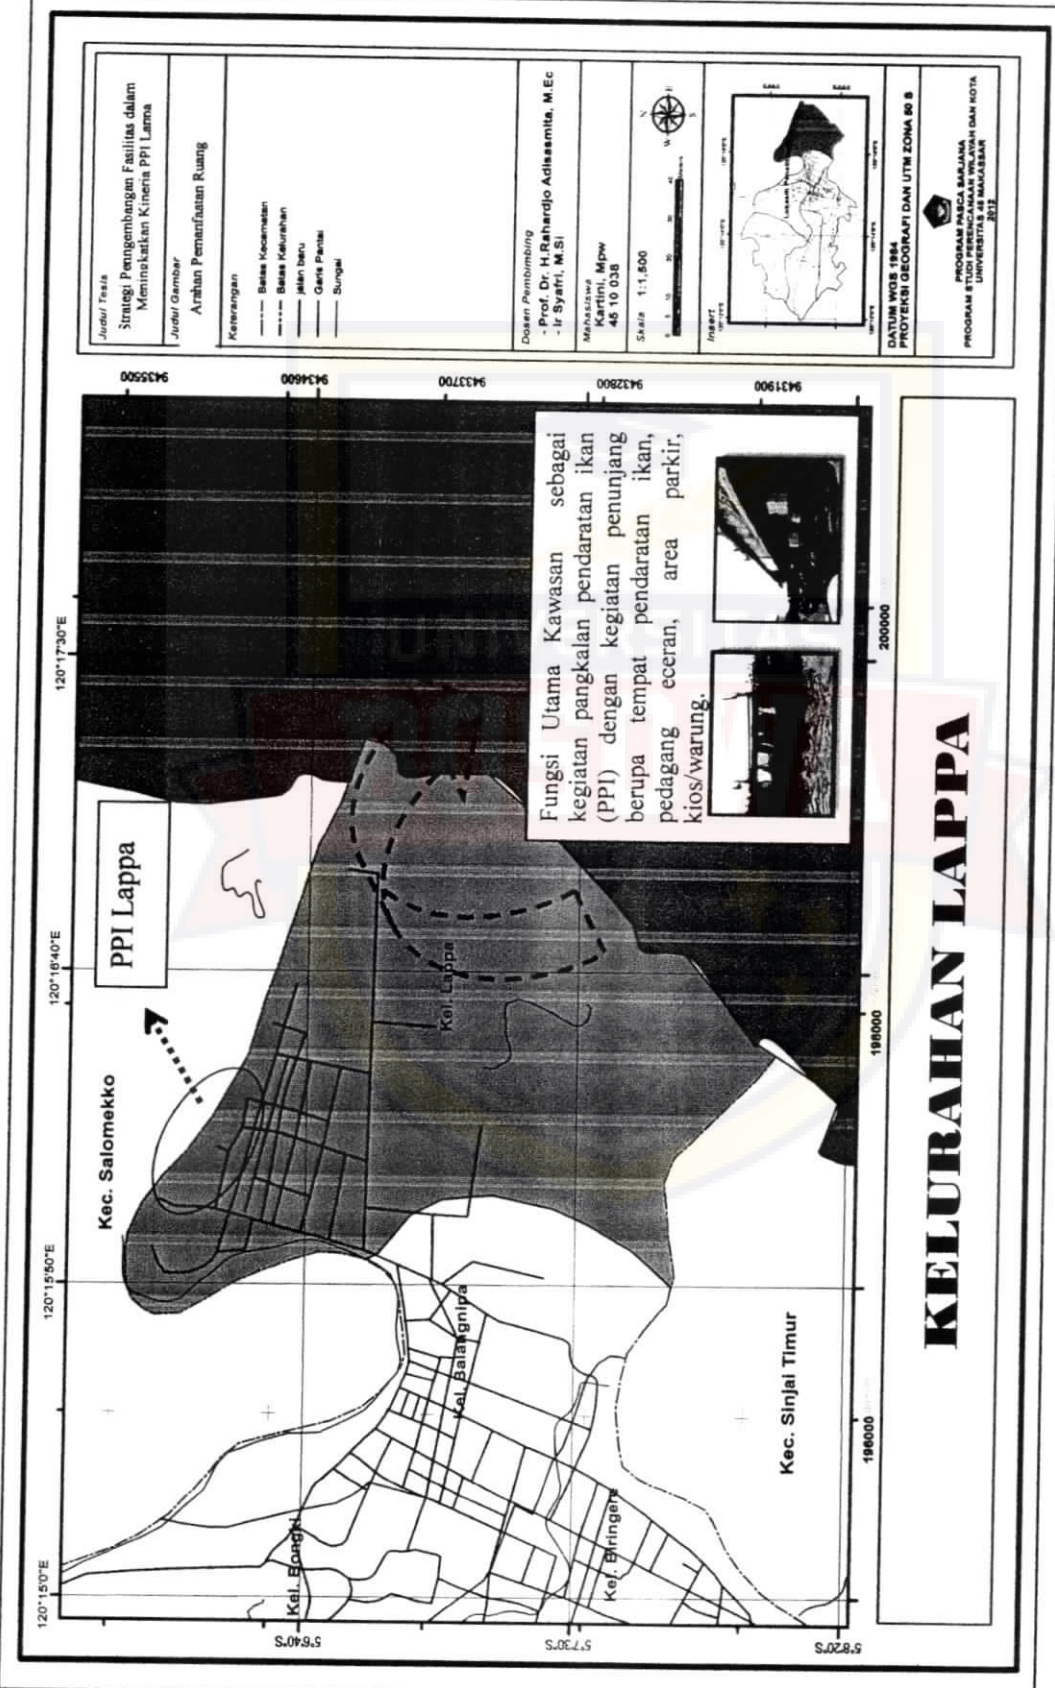 Judul Tesis
Strategi Penngembangan Fasilitas dalam
Meningkatkan Kinerja PPI Lappa
Judul Gambar
Arahan Pemanfaatan Ruang
Keterangan
Batas Kecamatan
Batas Kelurahan
jalan baru
Garis Pantai
Sungai
Dosen Pembimbing
- Prof. Dr. H.Rahardjo Adisasmita, M.Ec
- Ir Syafri, M.Si
Mahasiswa
Kartini, Mpw
45 10 038
Skala 1:1,500
N
E
S
W
Insert
DATUM WGS 1984
PROYEKSI GEOGRAFI DAN UTM ZONA 50 S
PROGRAM PASCA SARJANA
PROGRAM STUDI PERENCANAAN WILAYAH DAN KOTA
UNIVERSITAS 45 MAKASSAR
2012
120°15'0"E
120°15'50"E
120°16'40"E
120°17'30"E
9435500
9434600
9433700
9432800
9431900
5°6'40"S
5°7'30"S
5°8'20"S
196000
198000
200000
PPI Lappa
Kec. Salomekko
Kel. Lappa
Kel. Balangnipa
Kel. Bongki
Kel. Biringere
Kec. Sinjai Timur
Fungsi Utama Kawasan sebagai
kegiatan pangkalan pendaratan ikan
(PPI) dengan kegiatan penunjang
berupa tempat pendaratan ikan,
pedagang eceran, area parkir,
kios/warung.
UNIVERSITAS
BOSOWA
KELURAHAN LAPPA